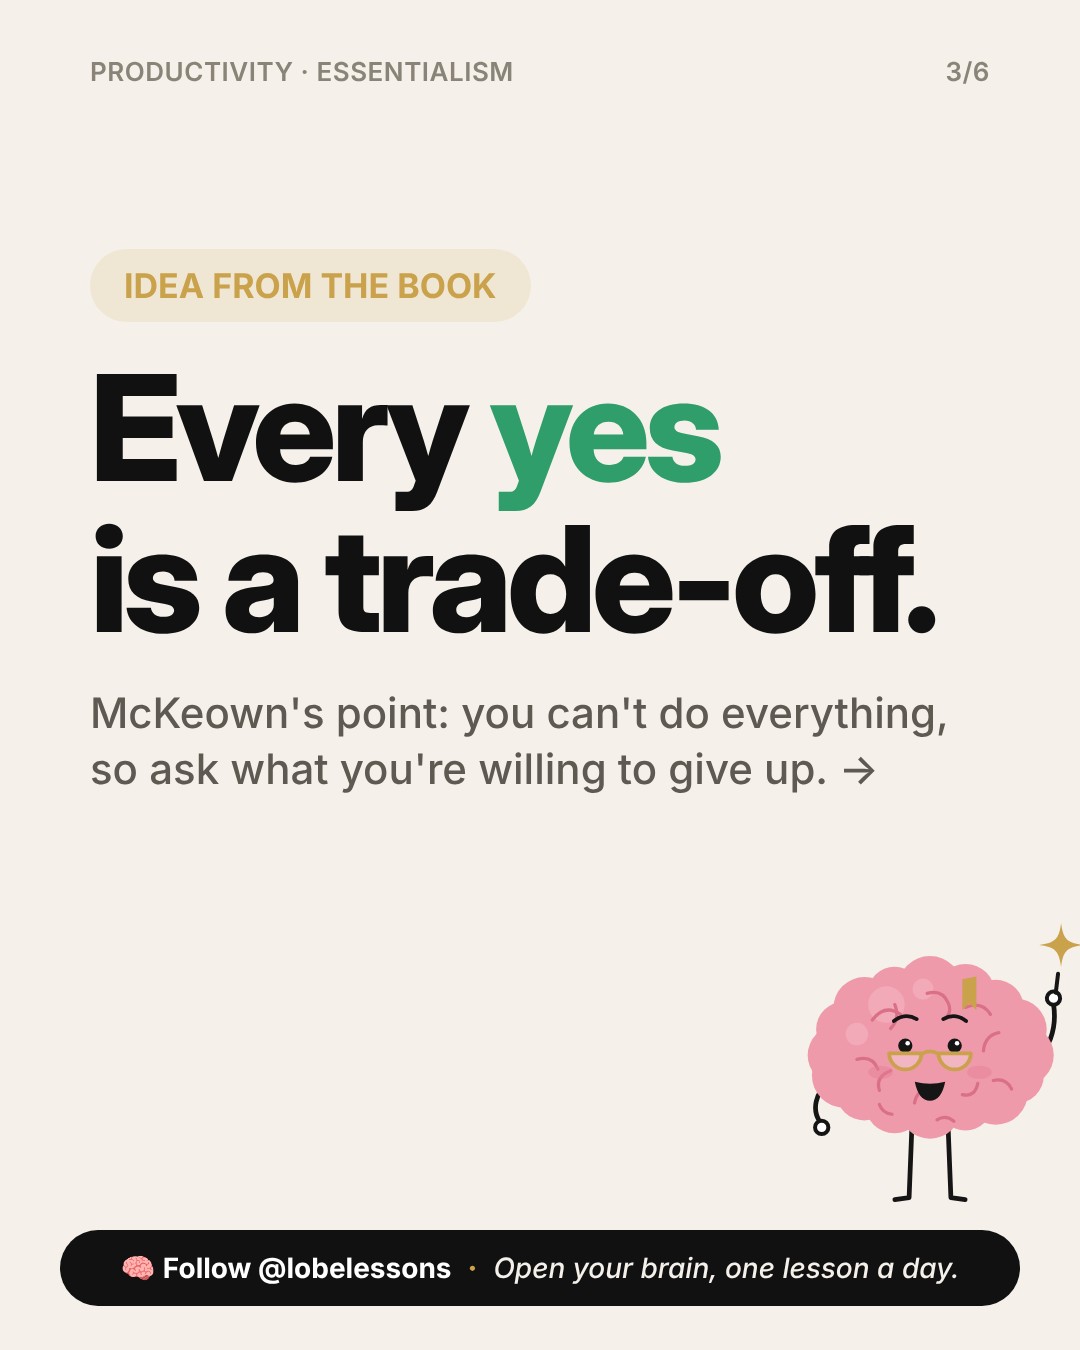 PRODUCTIVITY · ESSENTIALISM
3/6
IDEA FROM THE BOOK
Every yes
is a trade-off.
McKeown's point: you can't do everything,
so ask what you're willing to give up. →
🧠 Follow @lobelessons · Open your brain, one lesson a day.